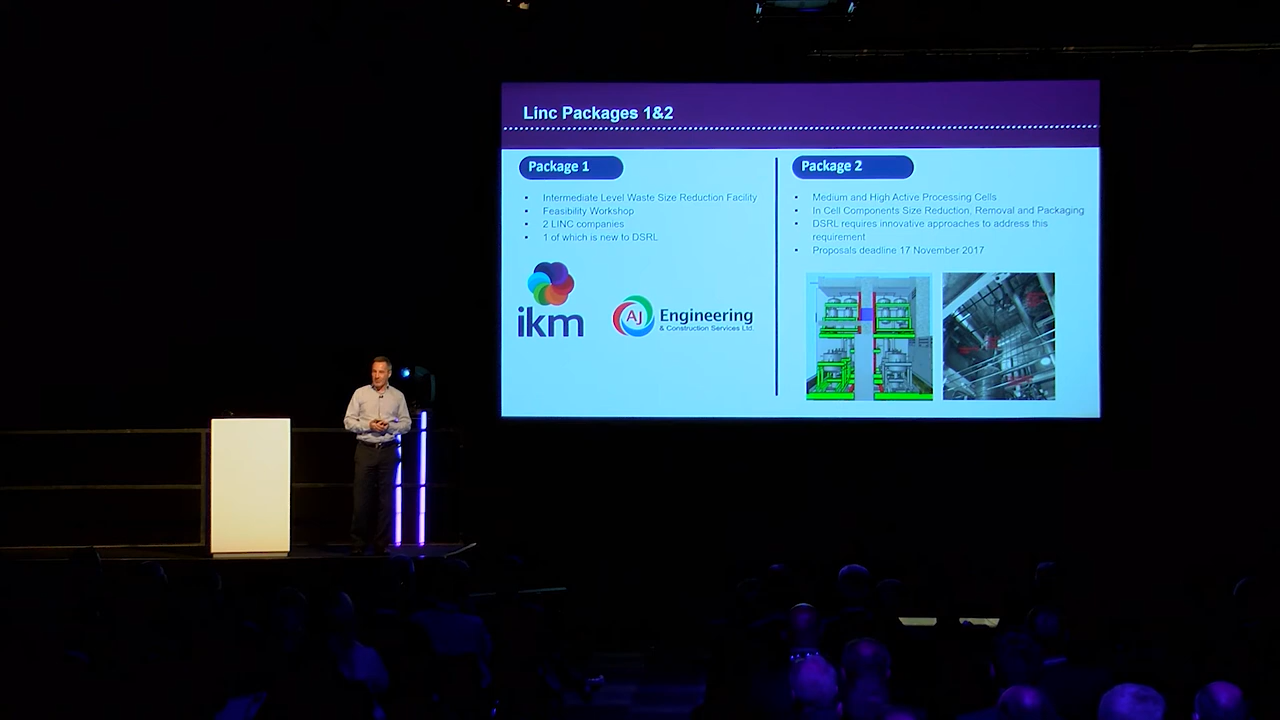 Linc Packages 1&2
Package 1
• Intermediate Level Waste Size Reduction Facility
• Feasibility Workshop
• 2 LINC companies
• 1 of which is new to DSRL
ikm
AJ Engineering
& Construction Services Ltd.
Package 2
• Medium and High Active Processing Cells
• In Cell Components Size Reduction, Removal and Packaging
• DSRL requires innovative approaches to address this
requirement
• Proposals deadline 17 November 2017